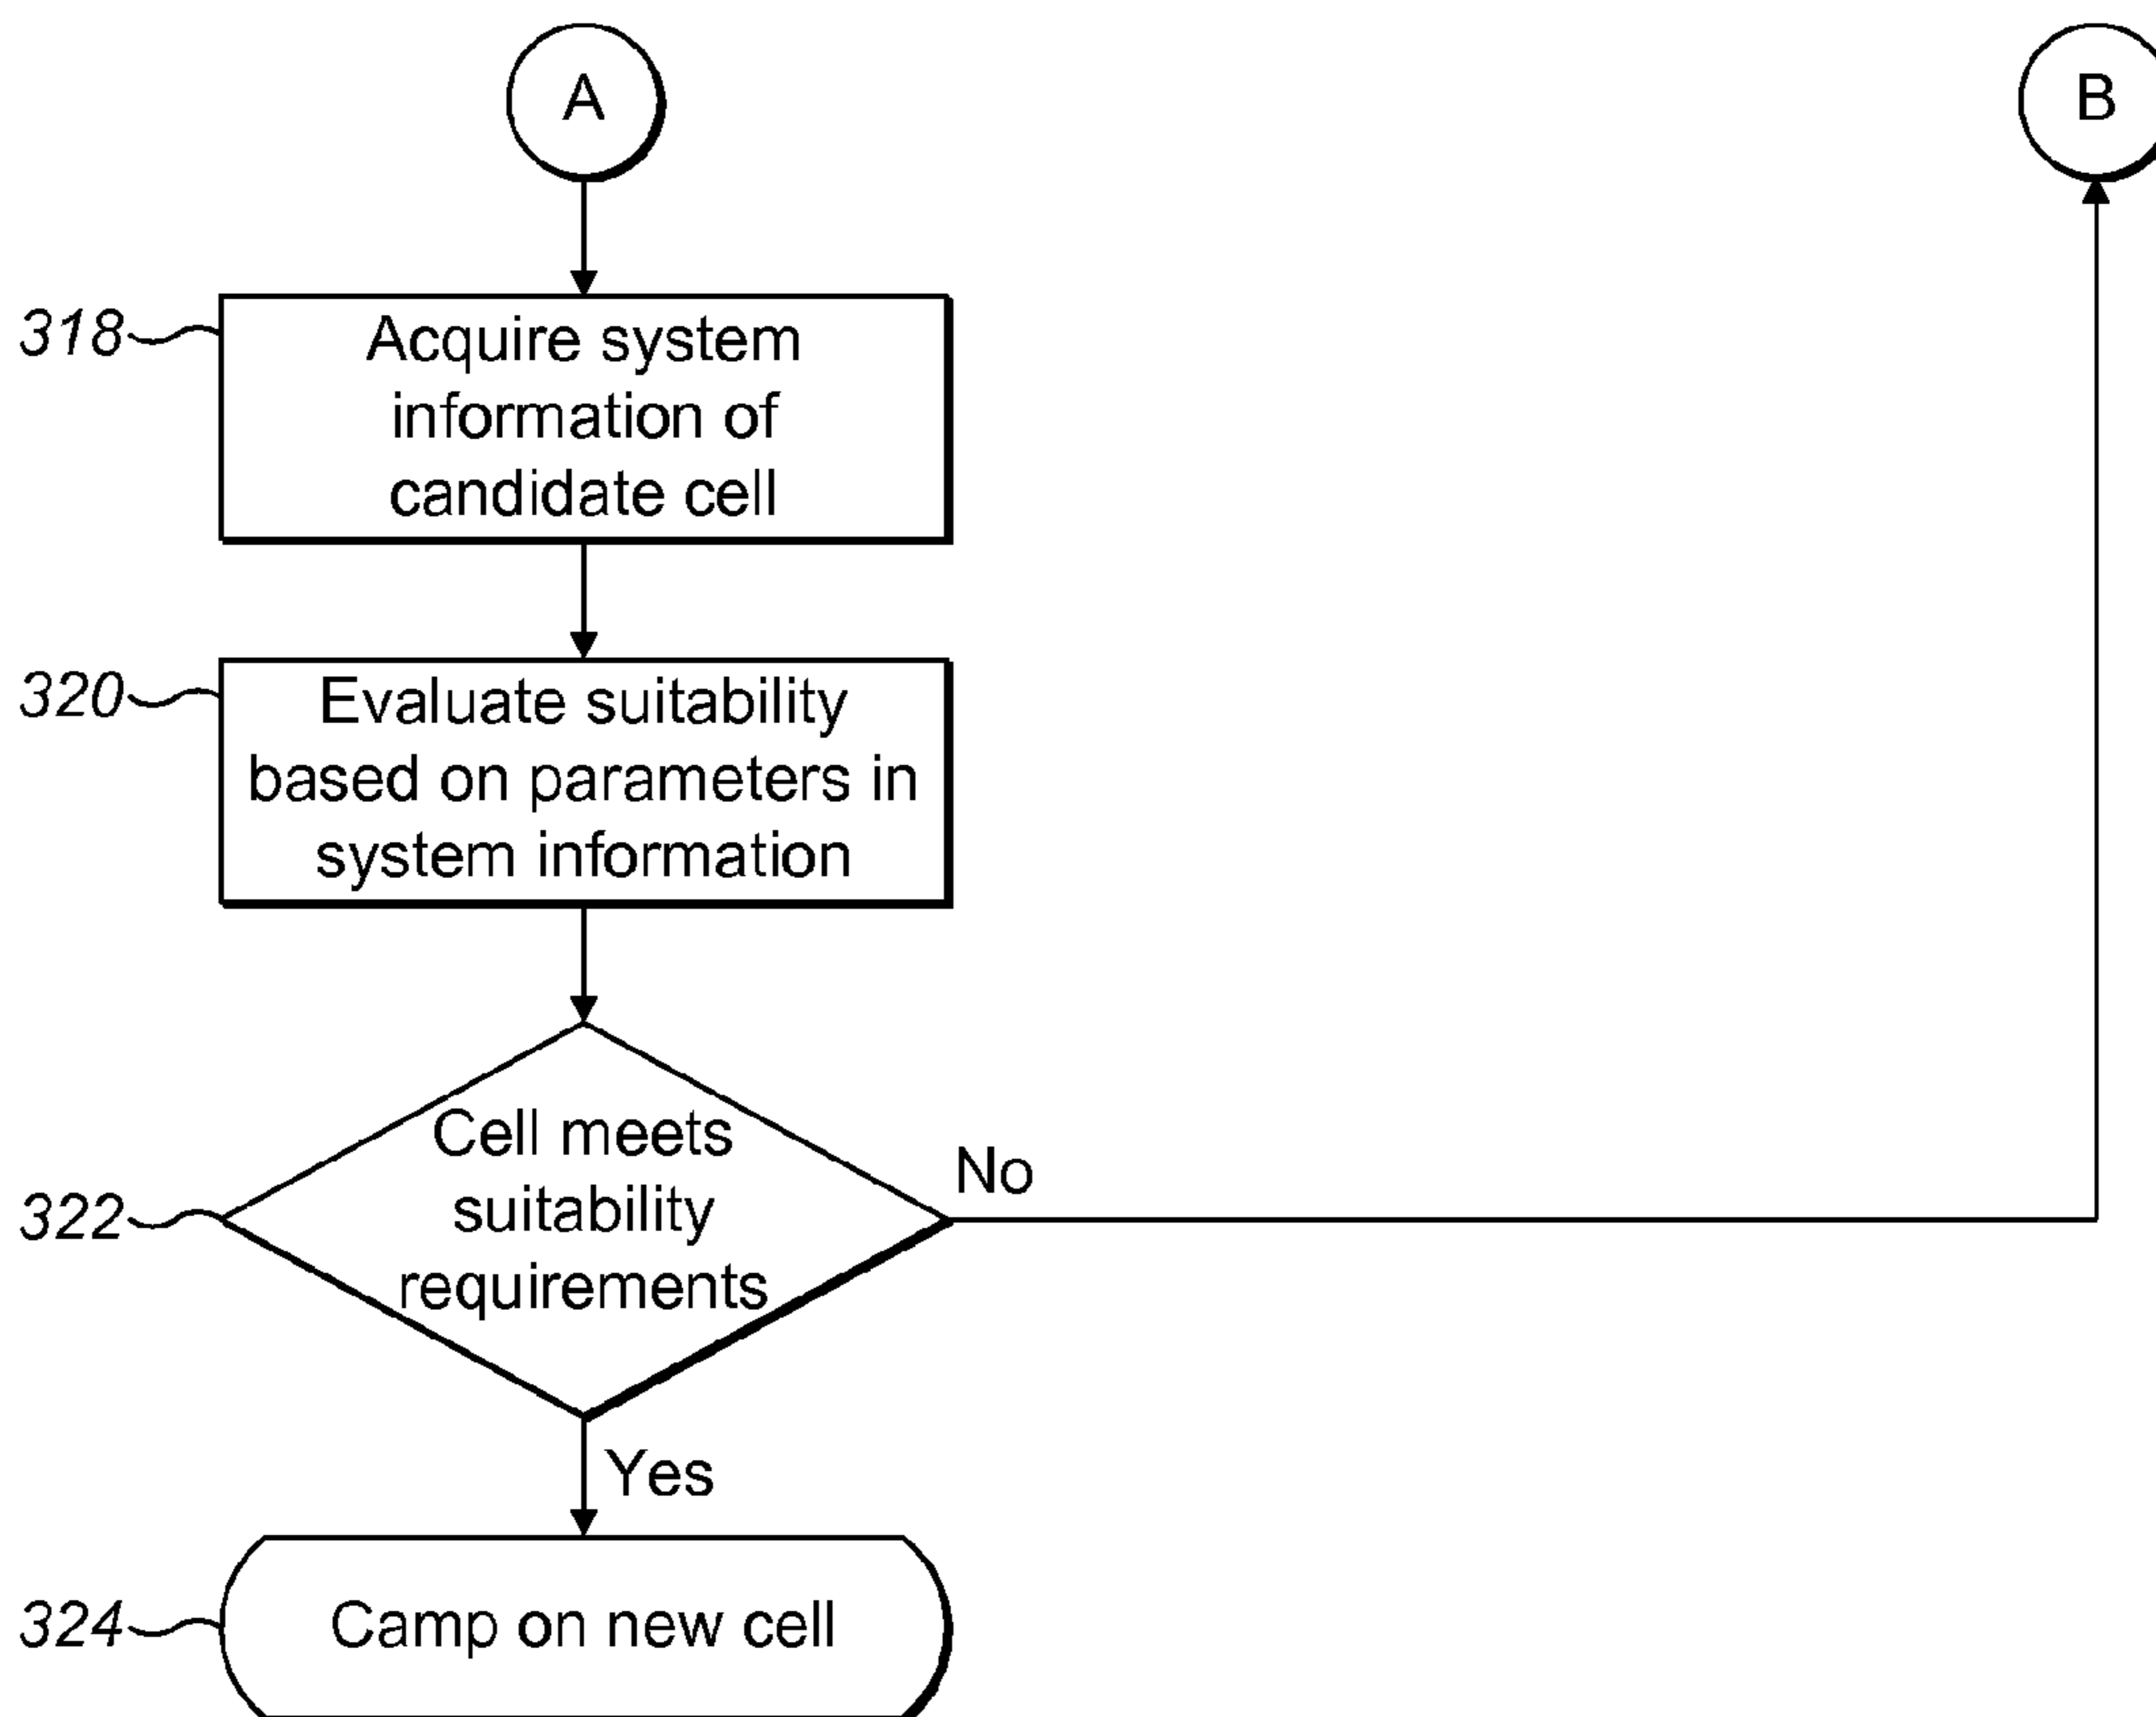 A
B
318
Acquire system
information of
candidate cell
320
Evaluate suitability
based on parameters in
system information
322
Cell meets
suitability
requirements
No
Yes
324
Camp on new cell